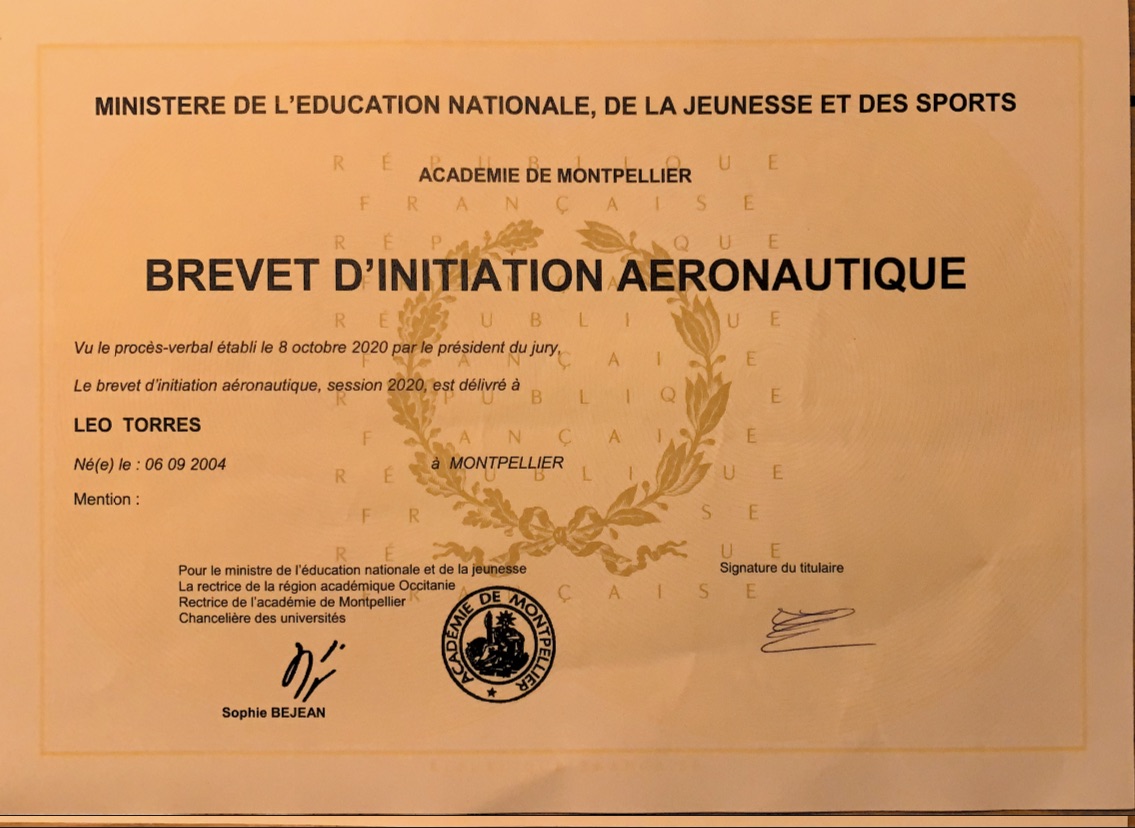 MINISTERE DE L'EDUCATION NATIONALE, DE LA JEUNESSE ET DES SPORTS
RÉPUBLIQUE
ACADEMIE DE MONTPELLIER
FRANÇAISE
BREVET D'INITIATION AERONAUTIQUE
Vu le procès-verbal établi le 8 octobre 2020 par le président du jury,
Le brevet d'initiation aéronautique, session 2020, est délivré à
LEO TORRES
Né(e) le : 06 09 2004 à MONTPELLIER
Mention :
Pour le ministre de l'éducation nationale et de la jeunesse
La rectrice de la région académique Occitanie
Rectrice de l'académie de Montpellier
Chancelière des universités
Signature du titulaire
ACADÉMIE DE MONTPELLIER
Sophie BEJEAN